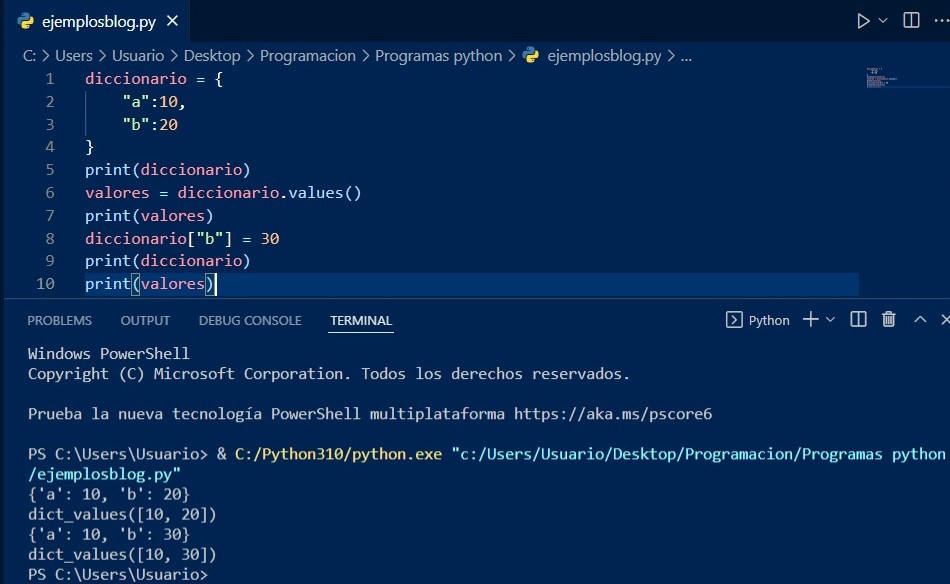 ejemplosblog.py
C: > Users > Usuario > Desktop > Programacion > Programas python > ejemplosblog.py > ...
1 diccionario = {
2 "a":10,
3 "b":20
4 }
5 print(diccionario)
6 valores = diccionario.values()
7 print(valores)
8 diccionario["b"] = 30
9 print(diccionario)
10 print(valores)
PROBLEMS OUTPUT DEBUG CONSOLE TERMINAL Python
Windows PowerShell
Copyright (C) Microsoft Corporation. Todos los derechos reservados.
Prueba la nueva tecnología PowerShell multiplataforma https://aka.ms/pscore6
PS C:\Users\Usuario> & C:/Python310/python.exe "c:/Users/Usuario/Desktop/Programacion/Programas python
/ejemplosblog.py"
{'a': 10, 'b': 20}
dict_values([10, 20])
{'a': 10, 'b': 30}
dict_values([10, 30])
PS C:\Users\Usuario>